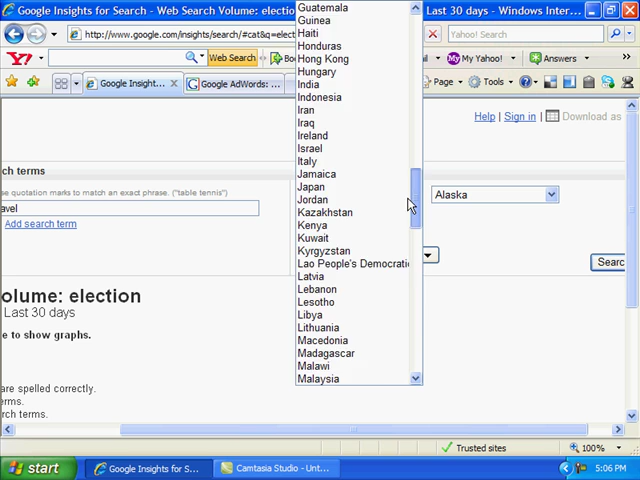 Google Insights for Search - Web Search Volume: electio
Last 30 days - Windows Inter...
http://www.google.com/insights/search/#cat&q=elect
Yahoo! Search
Y!
Web Search
My Yahoo!
Answers
Google Insight...
Google AdWords: ...
Page
Tools
Help | Sign in | Download as
rch terms
se quotation marks to match an exact phrase. ("table tennis")
avel
Add search term
Guatemala
Guinea
Haiti
Honduras
Hong Kong
Hungary
India
Indonesia
Iran
Iraq
Ireland
Israel
Italy
Jamaica
Japan
Jordan
Kazakhstan
Kenya
Kuwait
Kyrgyzstan
Lao People's Democratic
Latvia
Lebanon
Lesotho
Libya
Lithuania
Macedonia
Madagascar
Malawi
Malaysia
Alaska
Searc
olume: election
Last 30 days
e to show graphs.
are spelled correctly.
erms.
rch terms.
Trusted sites
100%
start
Google Insights for S...
Camtasia Studio - Unt...
5:06 PM